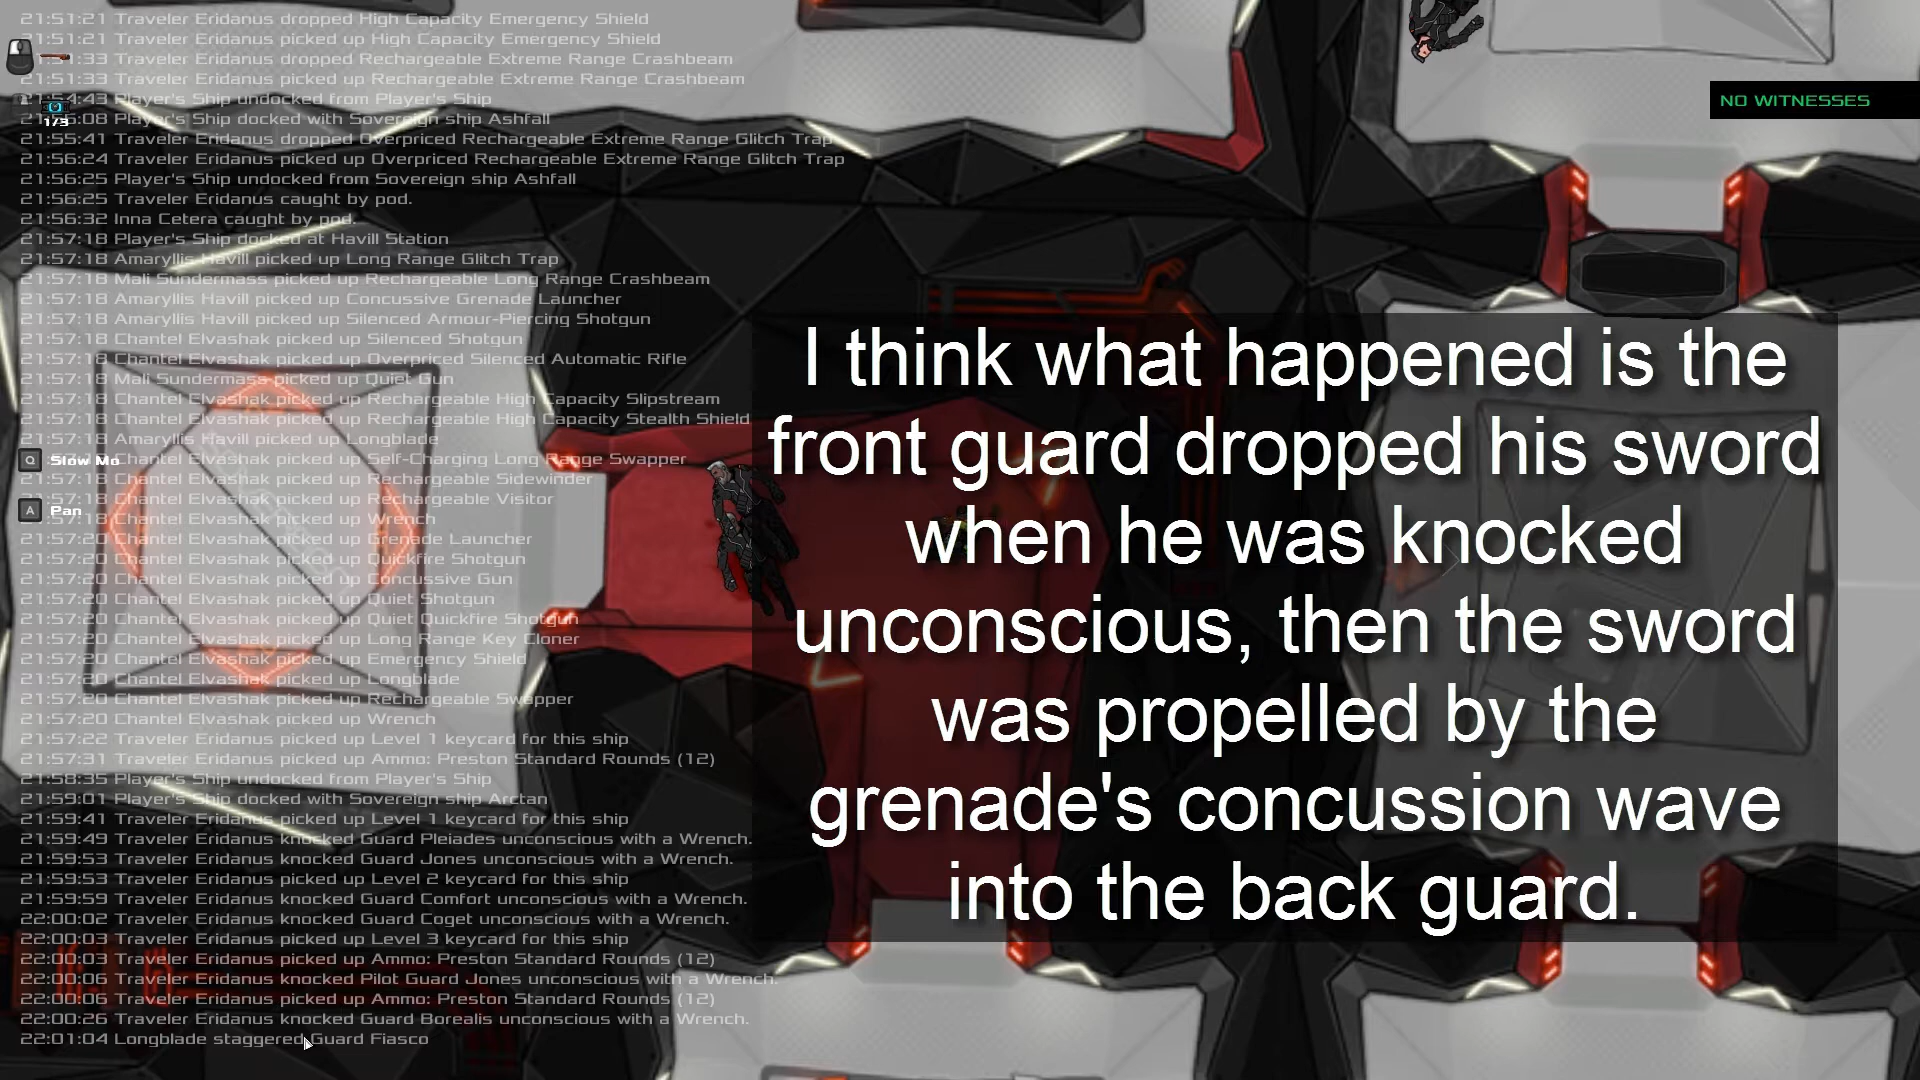 21:51:21 Traveler Eridanus dropped High Capacity Emergency Shield
21:51:21 Traveler Eridanus picked up High Capacity Emergency Shield
21:51:33 Traveler Eridanus dropped Rechargeable Extreme Range Crashbeam
21:51:33 Traveler Eridanus picked up Rechargeable Extreme Range Crashbeam
21:54:43 Player's Ship undocked from Player's Ship
Player's Ship docked with Sovereign ship Ashfall
1/3
21:55:41 Traveler Eridanus dropped Overpriced Rechargeable Extreme Range Glitch Trap
21:56:24 Traveler Eridanus picked up Overpriced Rechargeable Extreme Range Glitch Trap
21:56:25 Player's Ship undocked from Sovereign ship Ashfall
21:56:25 Traveler Eridanus caught by pod.
21:56:32 Inna Cetera caught by pod.
21:57:18 Player's Ship docked at Havill Station
21:57:18 Amaryllis Havill picked up Long Range Glitch Trap
21:57:18 Mali Sundermass picked up Rechargeable Long Range Crashbeam
21:57:18 Amaryllis Havill picked up Concussive Grenade Launcher
21:57:18 Amaryllis Havill picked up Silenced Armour-Piercing Shotgun
21:57:18 Chantel Elvashak picked up Silenced Shotgun
21:57:18 Chantel Elvashak picked up Overpriced Silenced Automatic Rifle
21:57:18 Mali Sundermass picked up Quiet Gun
21:57:18 Chantel Elvashak picked up Rechargeable High Capacity Slipstream
21:57:18 Chantel Elvashak picked up Rechargeable High Capacity Stealth Shield
21:57:18 Amaryllis Havill picked up Longblade
Chantel Elvashak picked up Self-Charging Long Range Swapper
Q Slow Mo
21:57:18 Chantel Elvashak picked up Rechargeable Sidewinder
21:57:18 Chantel Elvashak picked up Rechargeable Visitor
A Pan
:57:18 Chantel Elvashak picked up Wrench
21:57:20 Chantel Elvashak picked up Grenade Launcher
21:57:20 Chantel Elvashak picked up Quickfire Shotgun
21:57:20 Chantel Elvashak picked up Concussive Gun
21:57:20 Chantel Elvashak picked up Quiet Shotgun
21:57:20 Chantel Elvashak picked up Quiet Quickfire Shotgun
21:57:20 Chantel Elvashak picked up Long Range Key Cloner
21:57:20 Chantel Elvashak picked up Emergency Shield
21:57:20 Chantel Elvashak picked up Longblade
21:57:20 Chantel Elvashak picked up Rechargeable Swapper
21:57:20 Chantel Elvashak picked up Wrench
21:57:22 Traveler Eridanus picked up Level 1 keycard for this ship
21:57:31 Traveler Eridanus picked up Ammo: Preston Standard Rounds (12)
21:58:35 Player's Ship undocked from Player's Ship
21:59:01 Player's Ship docked with Sovereign ship Arctan
21:59:41 Traveler Eridanus picked up Level 1 keycard for this ship
21:59:49 Traveler Eridanus knocked Guard Pleiades unconscious with a Wrench.
21:59:53 Traveler Eridanus knocked Guard Jones unconscious with a Wrench.
21:59:53 Traveler Eridanus picked up Level 2 keycard for this ship
21:59:59 Traveler Eridanus knocked Guard Comfort unconscious with a Wrench.
22:00:02 Traveler Eridanus knocked Guard Coget unconscious with a Wrench.
22:00:03 Traveler Eridanus picked up Level 3 keycard for this ship
22:00:03 Traveler Eridanus picked up Ammo: Preston Standard Rounds (12)
22:00:06 Traveler Eridanus knocked Pilot Guard Jones unconscious with a Wrench.
22:00:06 Traveler Eridanus picked up Ammo: Preston Standard Rounds (12)
22:00:26 Traveler Eridanus knocked Guard Borealis unconscious with a Wrench.
22:01:04 Longblade staggered Guard Fiasco
NO WITNESSES
I think what happened is the
front guard dropped his sword
when he was knocked
unconscious, then the sword
was propelled by the
grenade's concussion wave
into the back guard.